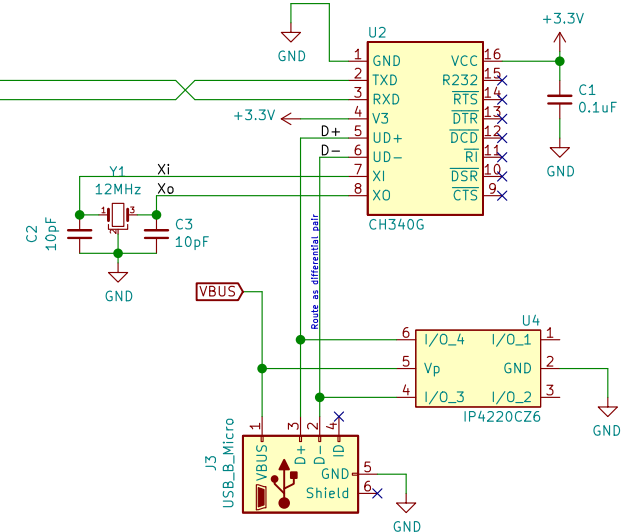 +3.3V
U2
GND
1 GND VCC 16
2 TXD R232 15
3 RXD RTS 14
+3.3V 4 V3 DTR 13
D+ 5 UD+ DCD 12
D- 6 UD- RI 11
Xi 7 XI DSR 10
Xo 8 XO CTS 9
CH340G
C1
0.1uF
GND
Y1
12MHz
1 3
2
C2
10pF
C3
10pF
GND
Route as differential pair
VBUS
U4
6 I/O_4 I/O_1 1
5 Vp GND 2
4 I/O_3 I/O_2 3
IP4220CZ6
GND
J3
USB_B_Micro
1 3 2 4
VBUS D+ D- ID
GND 5
Shield 6
GND